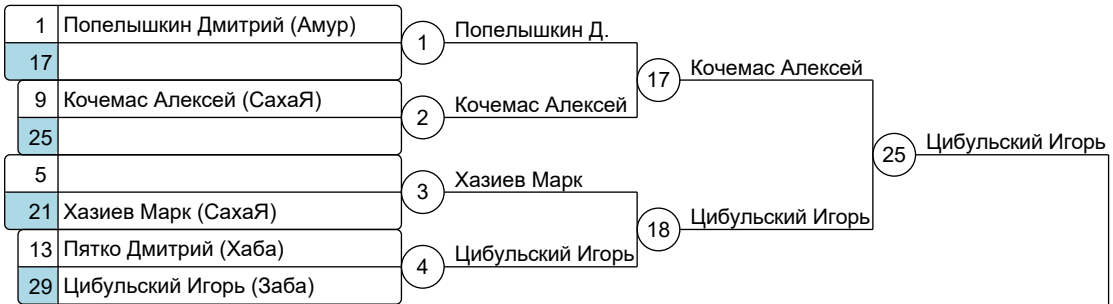 1 Попелышкин Дмитрий (Амур)
17
1 Попелышкин Д.
9 Кочемас Алексей (СахаЯ)
25
2 Кочемас Алексей
17 Кочемас Алексей
5
21 Хазиев Марк (СахаЯ)
3 Хазиев Марк
13 Пятко Дмитрий (Хаба)
29 Цибульский Игорь (Заба)
4 Цибульский Игорь
18 Цибульский Игорь
25 Цибульский Игорь